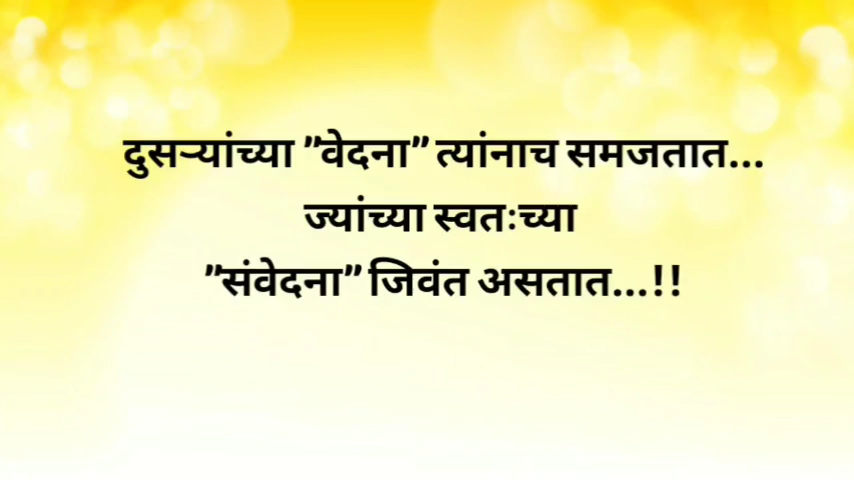 दुसऱ्यांच्या "वेदना" त्यांनाच समजतात...
ज्यांच्या स्वतःच्या
"संवेदना" जिवंत असतात...!!